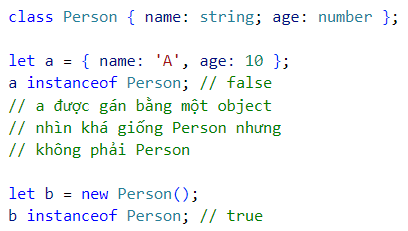 class Person { name: string; age: number };
let a = { name: 'A', age: 10 };
a instanceof Person; // false
// a được gán bằng một object
// nhìn khá giống Person nhưng
// không phải Person
let b = new Person();
b instanceof Person; // true